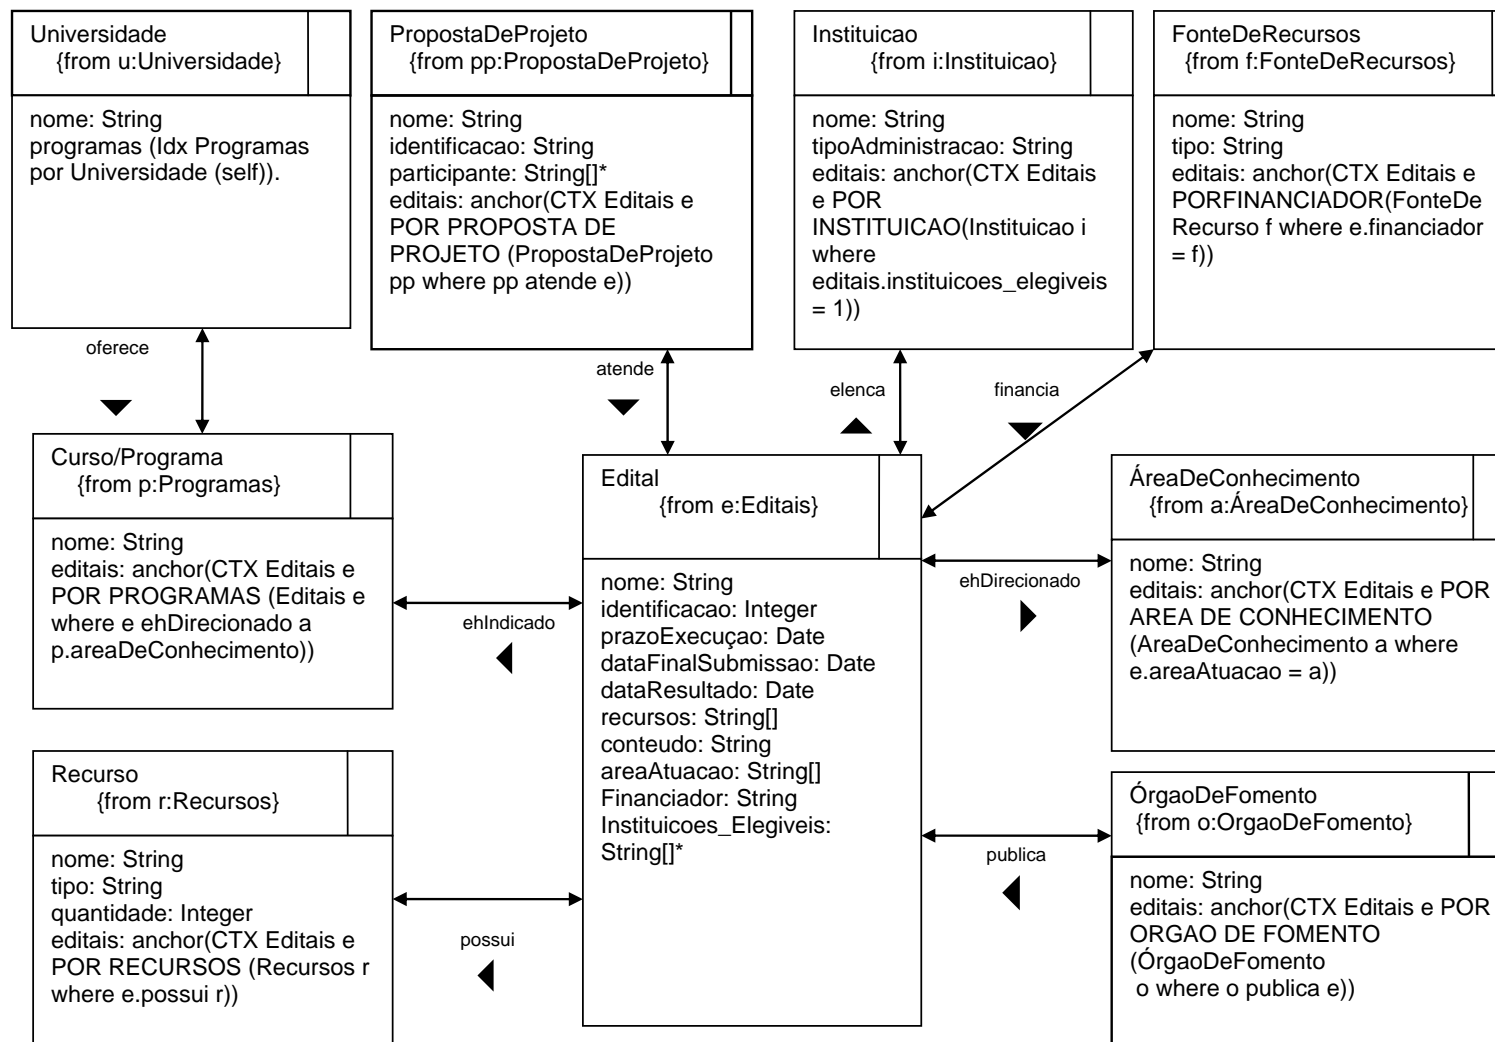 Universidade
{from u:Universidade}
nome: String
programas (Idx Programas
por Universidade (self)).
PropostaDeProjeto
{from pp:PropostaDeProjeto}
nome: String
identificacao: String
participante: String[]*
editais: anchor(CTX Editais e
POR PROPOSTA DE
PROJETO (PropostaDeProjeto
pp where pp atende e))
Instituicao
{from i:Instituicao}
nome: String
tipoAdministracao: String
editais: anchor(CTX Editais
e POR
INSTITUICAO(Instituicao i
where
editais.instituicoes_elegiveis
= 1))
FonteDeRecursos
{from f:FonteDeRecursos}
nome: String
tipo: String
editais: anchor(CTX Editais e
PORFINANCIADOR(FonteDe
Recurso f where e.financiador
= f))
oferece
atende
elenca
financia
Curso/Programa
{from p:Programas}
nome: String
editais: anchor(CTX Editais e
POR PROGRAMAS (Editais e
where e ehDirecionado a
p.areaDeConhecimento))
ehIndicado
Edital
{from e:Editais}
nome: String
identificacao: Integer
prazoExecuçao: Date
dataFinalSubmissao: Date
dataResultado: Date
recursos: String[]
conteudo: String
areaAtuacao: String[]
Financiador: String
Instituicoes_Elegiveis:
String[]*
ehDirecionado
ÁreaDeConhecimento
{from a:ÁreaDeConhecimento}
nome: String
editais: anchor(CTX Editais e POR
AREA DE CONHECIMENTO
(AreaDeConhecimento a where
e.areaAtuacao = a))
Recurso
{from r:Recursos}
nome: String
tipo: String
quantidade: Integer
editais: anchor(CTX Editais e
POR RECURSOS (Recursos r
where e.possui r))
possui
publica
ÓrgaoDeFomento
{from o:OrgaoDeFomento}
nome: String
editais: anchor(CTX Editais e POR
ORGAO DE FOMENTO
(ÓrgaoDeFomento
o where o publica e))